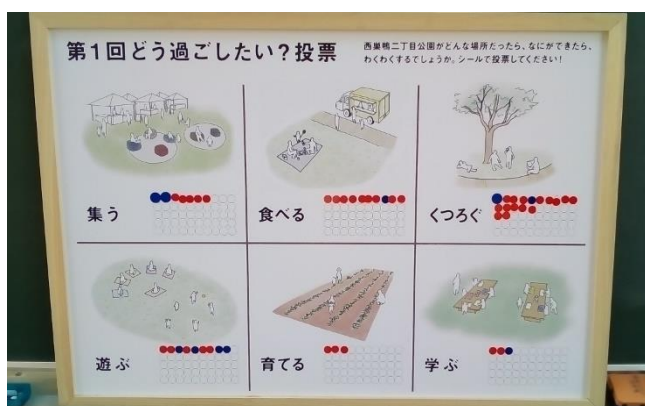 第1回どう過ごしたい？投票
西巣鴨二丁目公園がどんな場所だったら、なにができたら、
わくわくするでしょうか。シールで投票してください！
集う
食べる
くつろぐ
遊ぶ
育てる
学ぶ